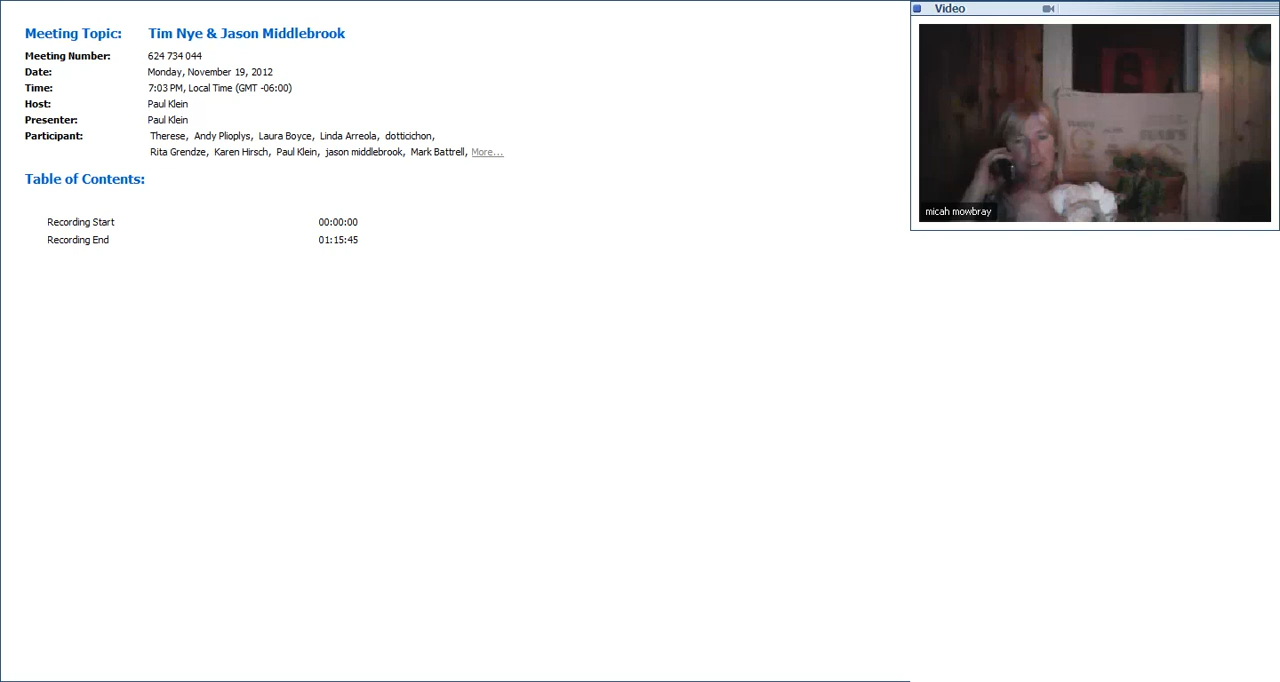 Meeting Topic: Tim Nye & Jason Middlebrook
Meeting Number: 624 734 044
Date: Monday, November 19, 2012
Time: 7:03 PM, Local Time (GMT -06:00)
Host: Paul Klein
Presenter: Paul Klein
Participant: Therese, Andy Plioplys, Laura Boyce, Linda Arreola, dotticichon,
Rita Grendze, Karen Hirsch, Paul Klein, jason middlebrook, Mark Battrell, More...
Table of Contents:
Recording Start 00:00:00
Recording End 01:15:45
Video
micah mowbray